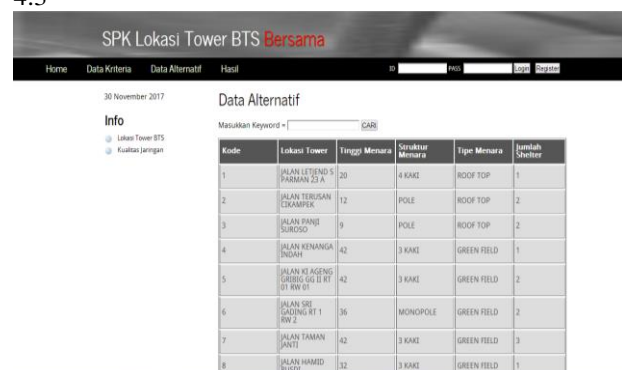 4.3
SPK Lokasi Tower BTS Bersama
Home Data Kriteria Data Alternatif Hasil ID PASS Login Register
30 November 2017
Info
Lokasi Tower BTS
Kualitas Jaringan
Data Alternatif
Masukkan Keyword = CARI
Kode Lokasi Tower Tinggi Menara Struktur Menara Tipe Menara Jumlah Shelter
1 JALAN LETJEND S PARMAN 23 A 20 4 KAKI ROOF TOP 1
2 JALAN TERUSAN CIKAMPEK 12 POLE ROOF TOP 2
3 JALAN PANJI SUROSO 9 POLE ROOF TOP 2
4 JALAN KENANGA INDAH 42 3 KAKI GREEN FIELD 1
5 JALAN KI AGENG GRIBIG GG II RT 01 RW 01 42 3 KAKI GREEN FIELD 2
6 JALAN SRI GADING RT 1 RW 2 36 MONOPOLE GREEN FIELD 2
7 JALAN TAMAN JANTI 42 3 KAKI GREEN FIELD 3
8 JALAN HAMID 32 3 KAKI GREEN FIELD 1